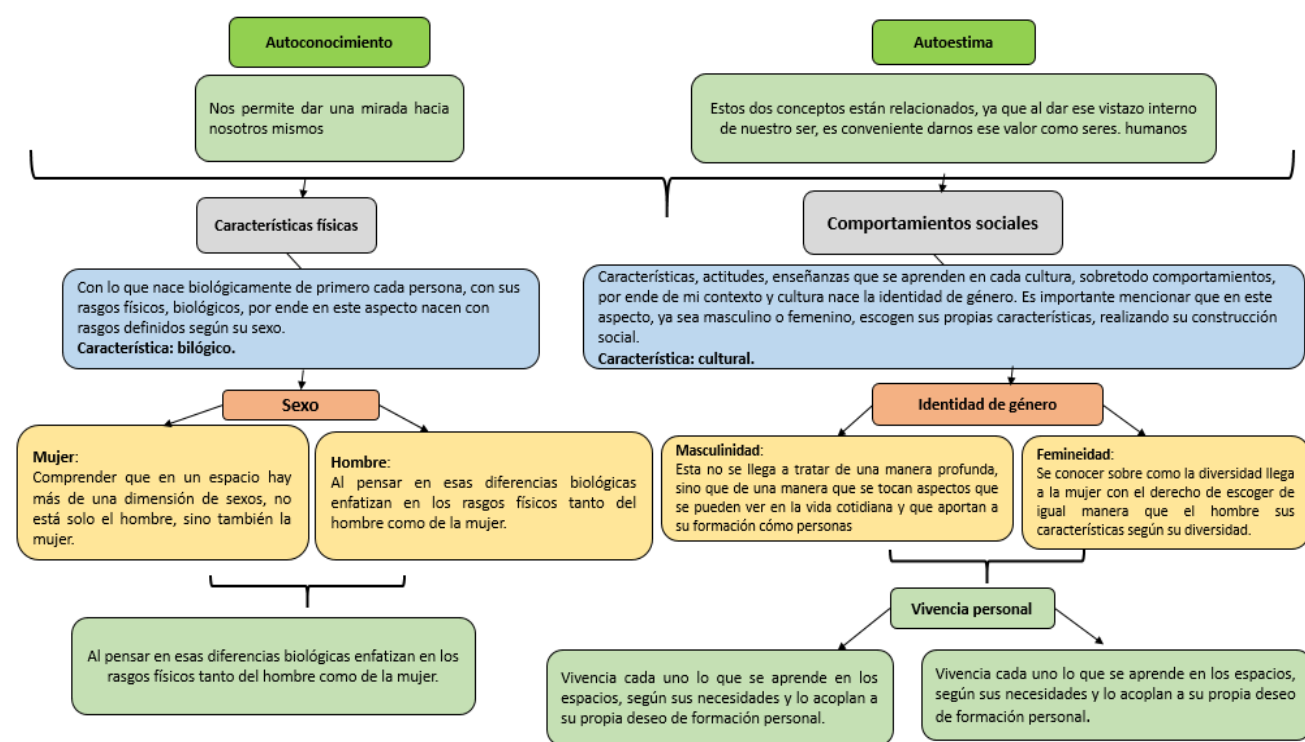 Autoconocimiento
Autoestima
Nos permite dar una mirada hacia
nosotros mismos
Estos dos conceptos están relacionados, ya que al dar ese vistazo interno
de nuestro ser, es conveniente darnos ese valor como seres. humanos
Características físicas
Comportamientos sociales
Con lo que nace biológicamente de primero cada persona, con sus
rasgos físicos, biológicos, por ende en este aspecto nacen con
rasgos definidos según su sexo.
Característica: bilógico.
Características, actitudes, enseñanzas que se aprenden en cada cultura, sobretodo comportamientos,
por ende de mi contexto y cultura nace la identidad de género. Es importante mencionar que en este
aspecto, ya sea masculino o femenino, escogen sus propias características, realizando su construcción
social.
Característica: cultural.
Sexo
Identidad de género
Mujer:
Comprender que en un espacio hay
más de una dimensión de sexos, no
está solo el hombre, sino también la
mujer.
Hombre:
Al pensar en esas diferencias biológicas
enfatizan en los rasgos físicos tanto del
hombre como de la mujer.
Masculinidad:
Esta no se llega a tratar de una manera profunda,
sino que de una manera que se tocan aspectos que
se pueden ver en la vida cotidiana y que aportan a
su formación cómo personas
Femineidad:
Se conocer sobre como la diversidad llega
a la mujer con el derecho de escoger de
igual manera que el hombre sus
características según su diversidad.
Vivencia personal
Al pensar en esas diferencias biológicas enfatizan en los
rasgos físicos tanto del hombre como de la mujer.
Vivencia cada uno lo que se aprende en los
espacios, según sus necesidades y lo acoplan a
su propia deseo de formación personal.
Vivencia cada uno lo que se aprende en los espacios,
según sus necesidades y lo acoplan a su propia deseo
de formación personal.